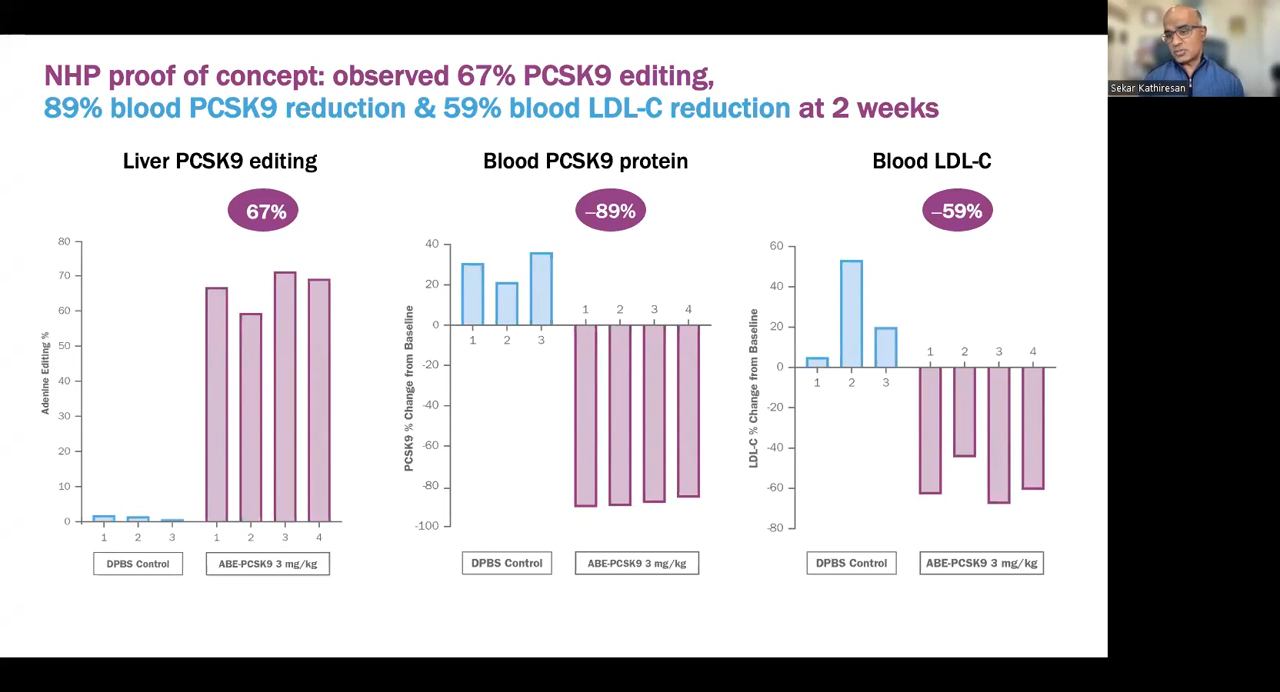 NHP proof of concept: observed 67% PCSK9 editing,
89% blood PCSK9 reduction & 59% blood LDL-C reduction at 2 weeks
Sekar Kathiresan
Liver PCSK9 editing
67%
Adenine Editing %
80
70
60
50
40
30
20
10
0
1 2 3 1 2 3 4
DPBS Control
ABE-PCSK9 3 mg/kg
Blood PCSK9 protein
–89%
PCSK9 % Change from Baseline
40
20
0
-20
-40
-60
-80
-100
1 2 3 4
1 2 3
DPBS Control
ABE-PCSK9 3 mg/kg
Blood LDL-C
–59%
LDL-C % Change from Baseline
60
40
20
0
-20
-40
-60
-80
1 2 3 4
1 2 3
DPBS Control
ABE-PCSK9 3 mg/kg